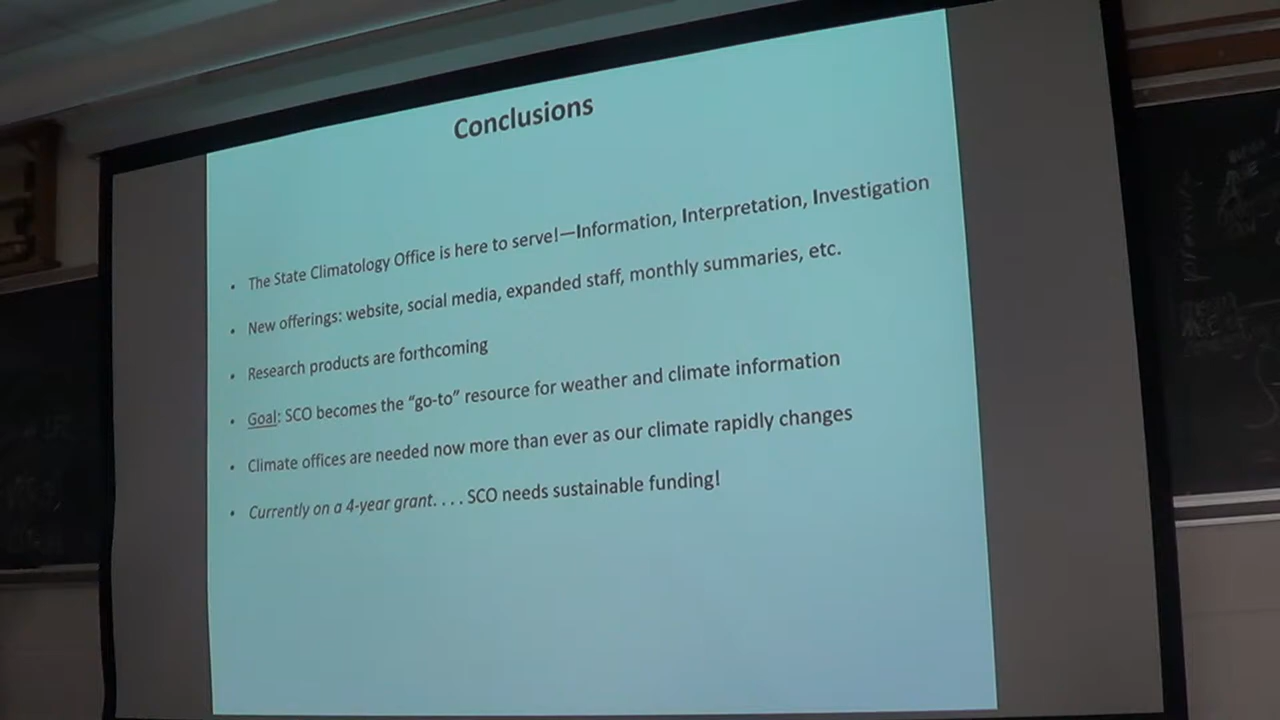 Conclusions
• The State Climatology Office is here to serve!—Information, Interpretation, Investigation
• New offerings: website, social media, expanded staff, monthly summaries, etc.
• Research products are forthcoming
• Goal: SCO becomes the “go-to” resource for weather and climate information
• Climate offices are needed now more than ever as our climate rapidly changes
• Currently on a 4-year grant. . . . SCO needs sustainable funding!